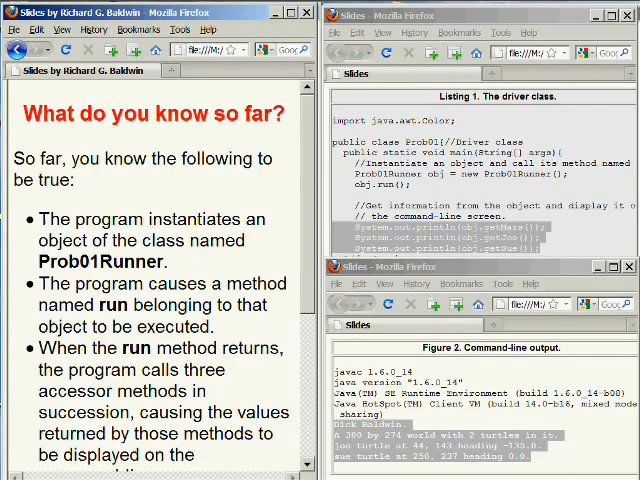 Slides by Richard G. Baldwin - Mozilla Firefox
File Edit View History Bookmarks Tools
file:///M:/
Goog
Slides by Richard G. Baldwin
What do you know so far?
So far, you know the following to
be true:
• The program instantiates an
object of the class named
Prob01Runner.
• The program causes a method
named run belonging to that
object to be executed.
• When the run method returns,
the program calls three
accessor methods in
succession, causing the values
returned by those methods to
be displayed on the
Slides - Mozilla Firefox
File Edit View History Bookmarks Tools
file:///M:/
Goog
Slides
Listing 1. The driver class.
import java.awt.Color;
public class Prob01{//Driver class
public static void main(String[] args){
//Instantiate an object and call its method named
Prob01Runner obj = new Prob01Runner();
obj.run();
//Get information from the object and display it o
// the command-line screen.
System.out.println(obj.getMars());
System.out.println(obj.getJoe());
System.out.println(obj.getSue());
Slides - Mozilla Firefox
File Edit View History Bookmarks Tools
file:///M:/
Goog
Slides
Figure 2. Command-line output.
javac 1.6.0_14
java version "1.6.0_14"
Java(TM) SE Runtime Environment (build 1.6.0_14-b08)
Java HotSpot(TM) Client VM (build 14.0-b16, mixed mode
sharing)
Dick Baldwin.
A 300 by 274 world with 2 turtles in it.
joe turtle at 44, 143 heading -135.0.
sue turtle at 250, 237 heading 0.0.